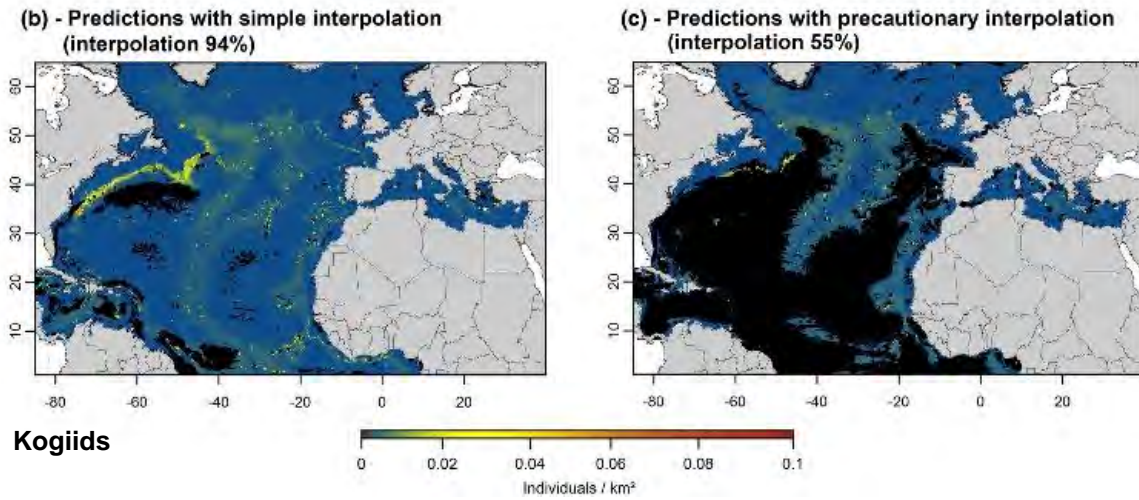 (b) - Predictions with simple interpolation
(interpolation 94%)
60
50
40
30
20
10
-80 -60 -40 -20 0 20
(c) - Predictions with precautionary interpolation
(interpolation 55%)
60
50
40
30
20
10
-80 -60 -40 -20 0 20
Kogiids
0 0.02 0.04 0.06 0.08 0.1
Individuals / km²